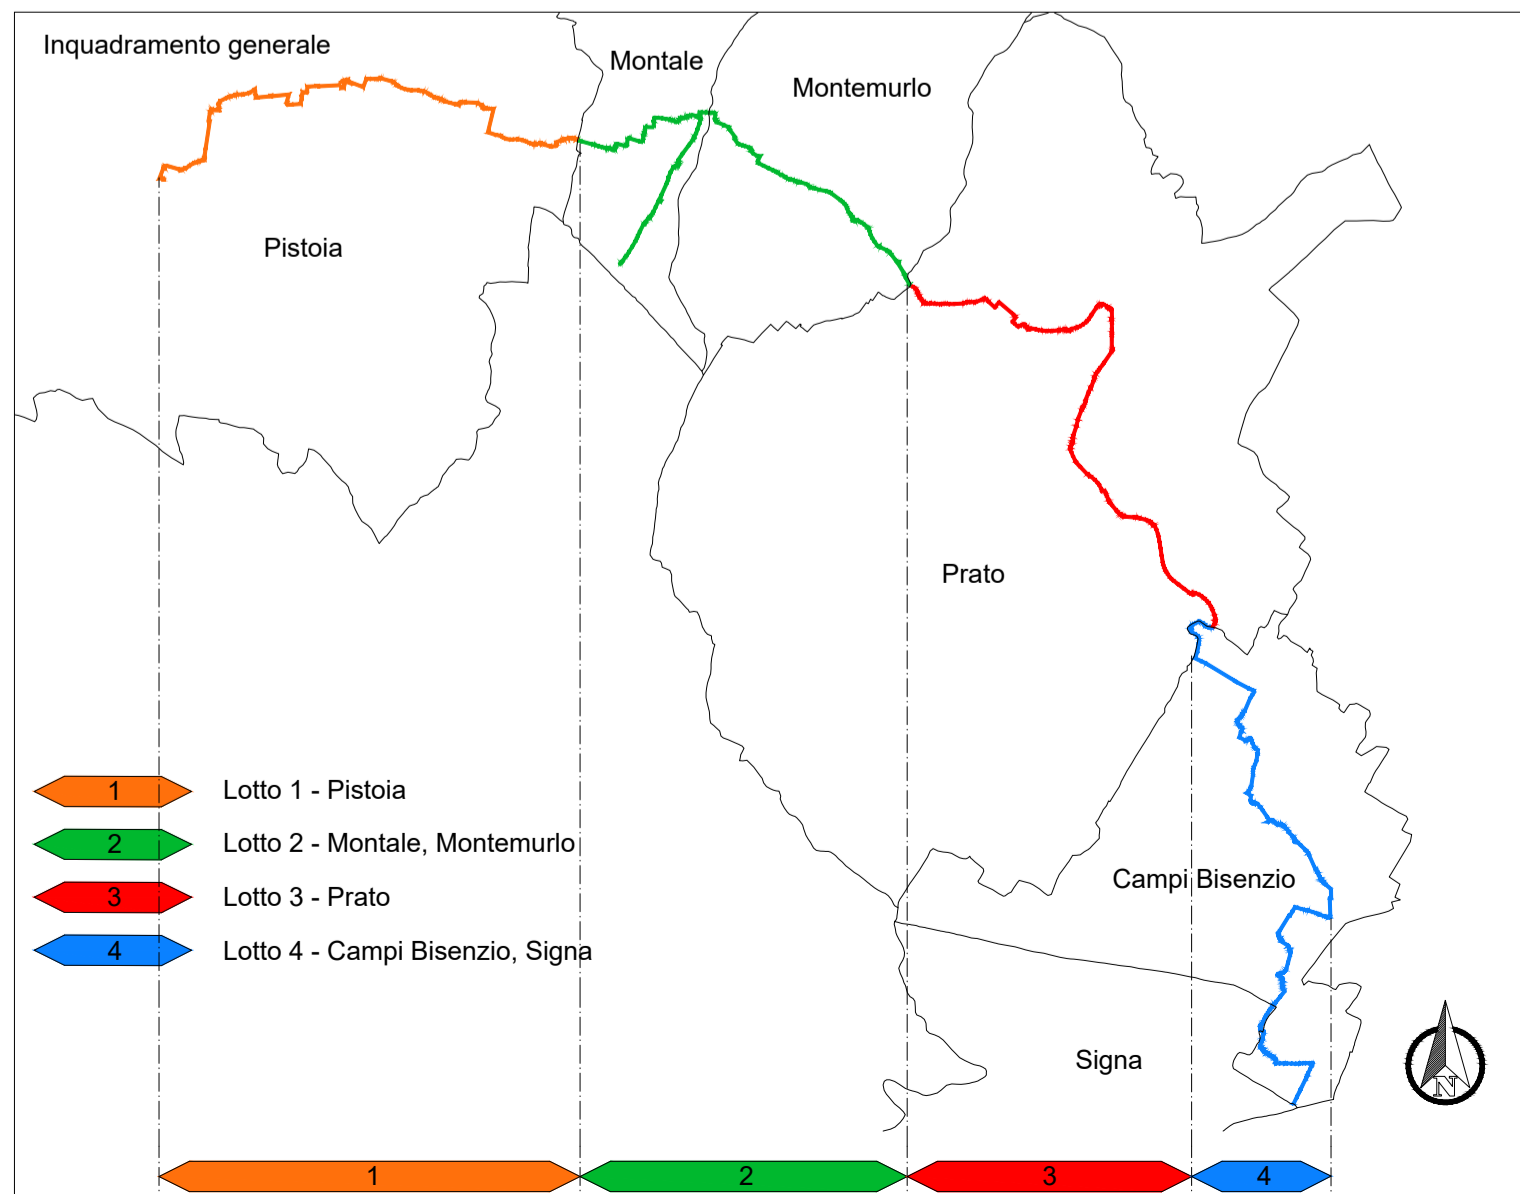 Inquadramento generale
Montale
Montemurlo
Pistoia
Prato
1 Lotto 1 - Pistoia
2 Lotto 2 - Montale, Montemurlo
3 Lotto 3 - Prato
4 Lotto 4 - Campi Bisenzio, Signa
Campi Bisenzio
Signa
N
1 2 3 4